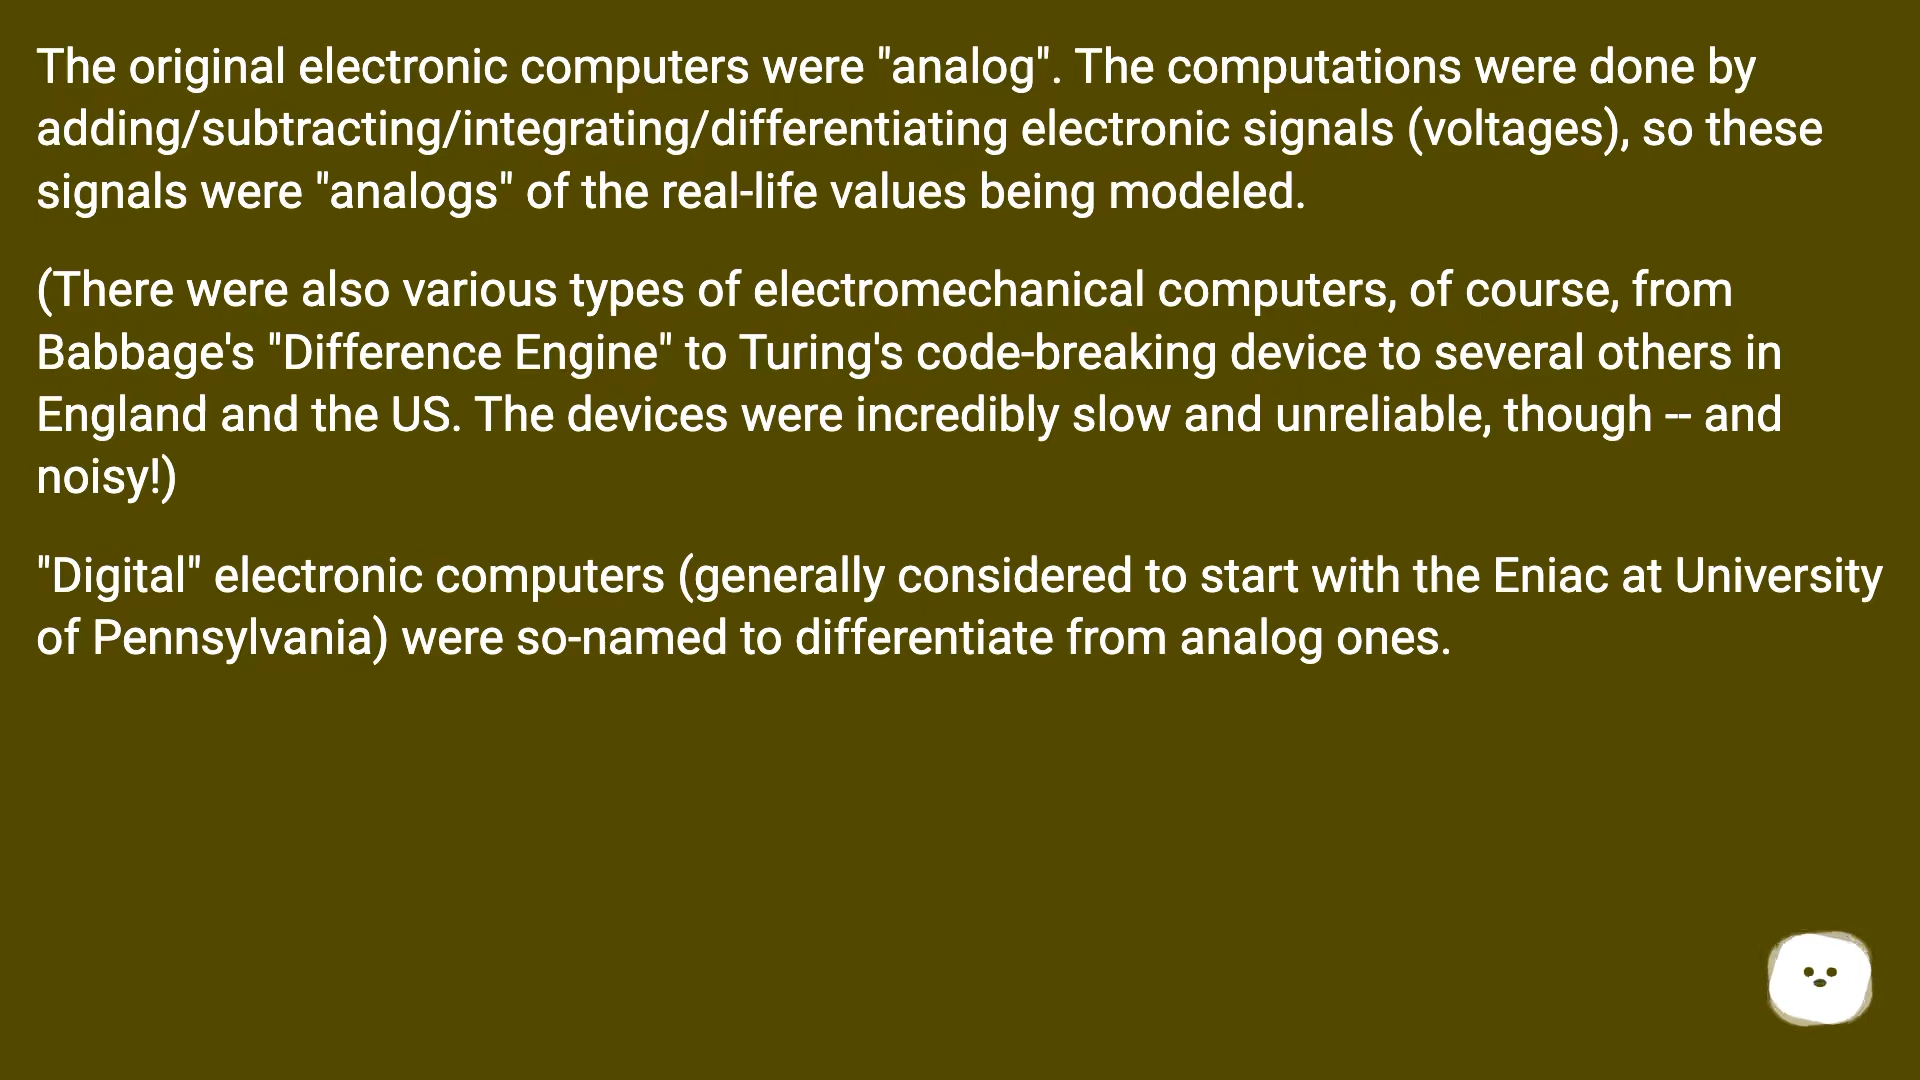 The original electronic computers were "analog". The computations were done by
adding/subtracting/integrating/differentiating electronic signals (voltages), so these
signals were "analogs" of the real-life values being modeled.
(There were also various types of electromechanical computers, of course, from
Babbage's "Difference Engine" to Turing's code-breaking device to several others in
England and the US. The devices were incredibly slow and unreliable, though -- and
noisy!)
"Digital" electronic computers (generally considered to start with the Eniac at University
of Pennsylvania) were so-named to differentiate from analog ones.